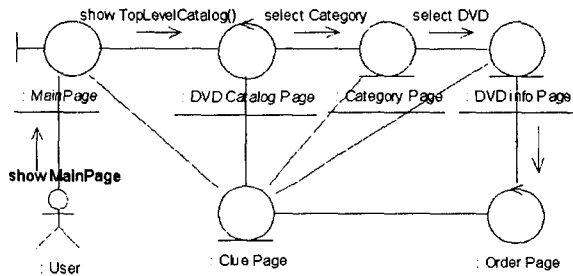 show TopLevelCatalog()
select Category
select DVD
: MainPage
: DVD Catalog Page
: Category Page
: DVD info Page
show MainPage
: User
: Clue Page
: Order Page